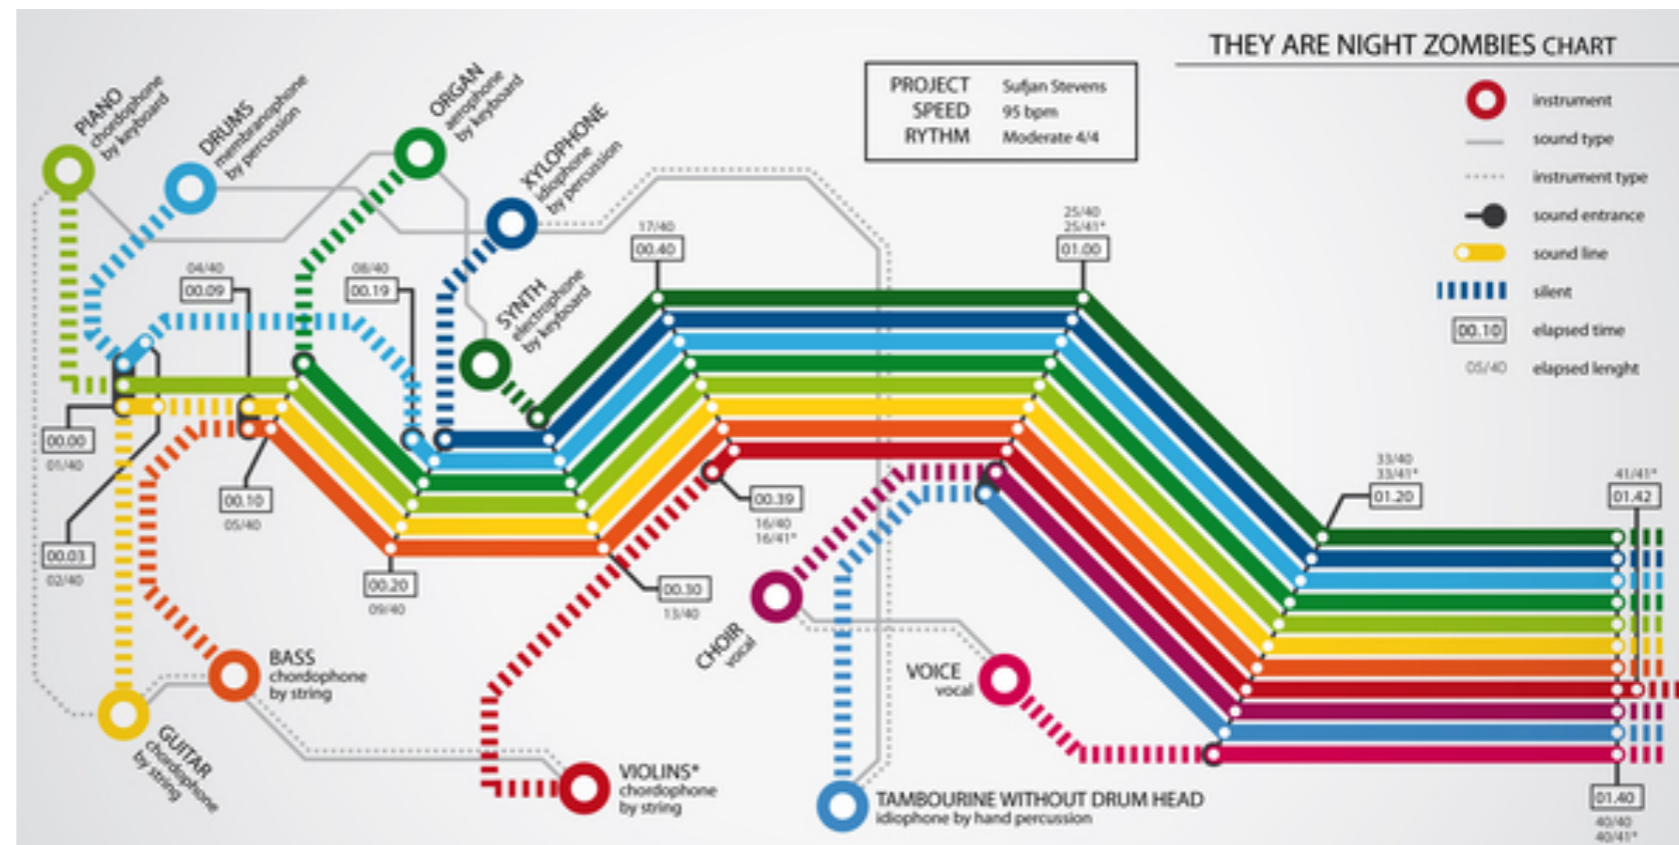 THEY ARE NIGHT ZOMBIES CHART
PROJECT Sufjan Stevens
SPEED 95 bpm
RYTHM Moderate 4/4
instrument
sound type
instrument type
sound entrance
sound line
silent
00.10 elapsed time
05/40 elapsed lenght
PIANO
chordophone
by keyboard
DRUMS
membranophone
by percussion
ORGAN
aerophone
by keyboard
XYLOPHONE
idiophone
by percussion
SYNTH
electrophone
by keyboard
04/40
00.09
08/40
00.19
17/40
00.40
25/40
25/41*
01.00
00.00
01/40
00.03
02/40
00.10
05/40
00.20
09/40
00.30
13/40
00.39
16/40
16/41*
33/40
33/41*
01.20
41/41*
01.42
01.40
40/40
40/41*
CHOIR
vocal
VOICE
vocal
BASS
chordophone
by string
GUITAR
chordophone
by string
VIOLINS*
chordophone
by string
TAMBOURINE WITHOUT DRUM HEAD
idiophone by hand percussion